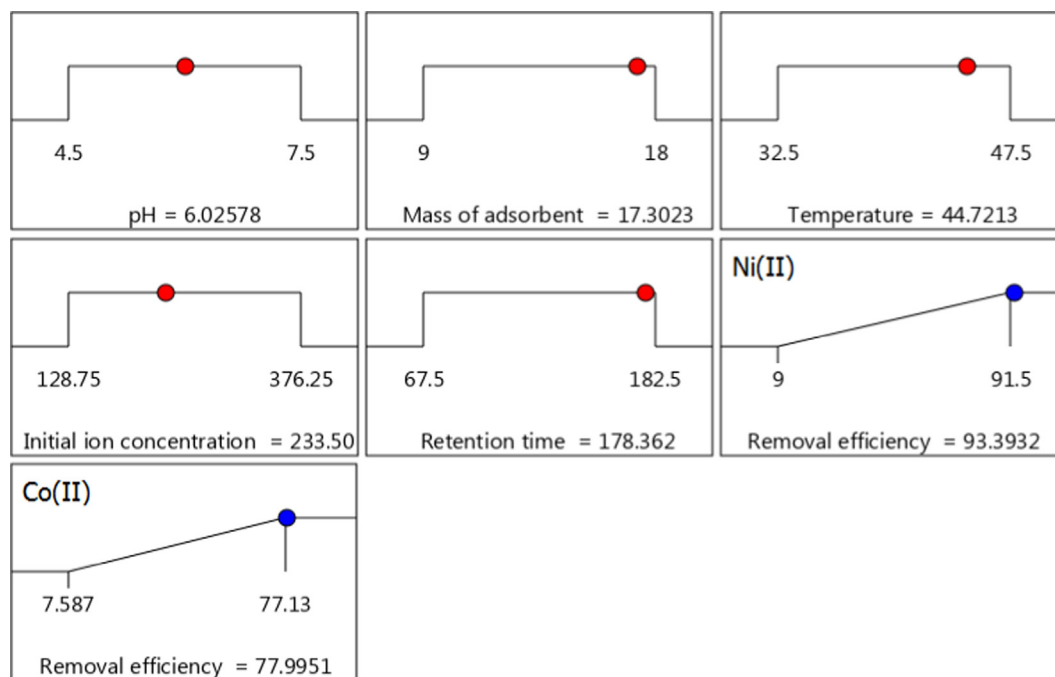 4.5 7.5
pH = 6.02578
9 18
Mass of adsorbent = 17.3023
32.5 47.5
Temperature = 44.7213
128.75 376.25
Initial ion concentration = 233.50
67.5 182.5
Retention time = 178.362
Ni(II)
9 91.5
Removal efficiency = 93.3932
Co(II)
7.587 77.13
Removal efficiency = 77.9951